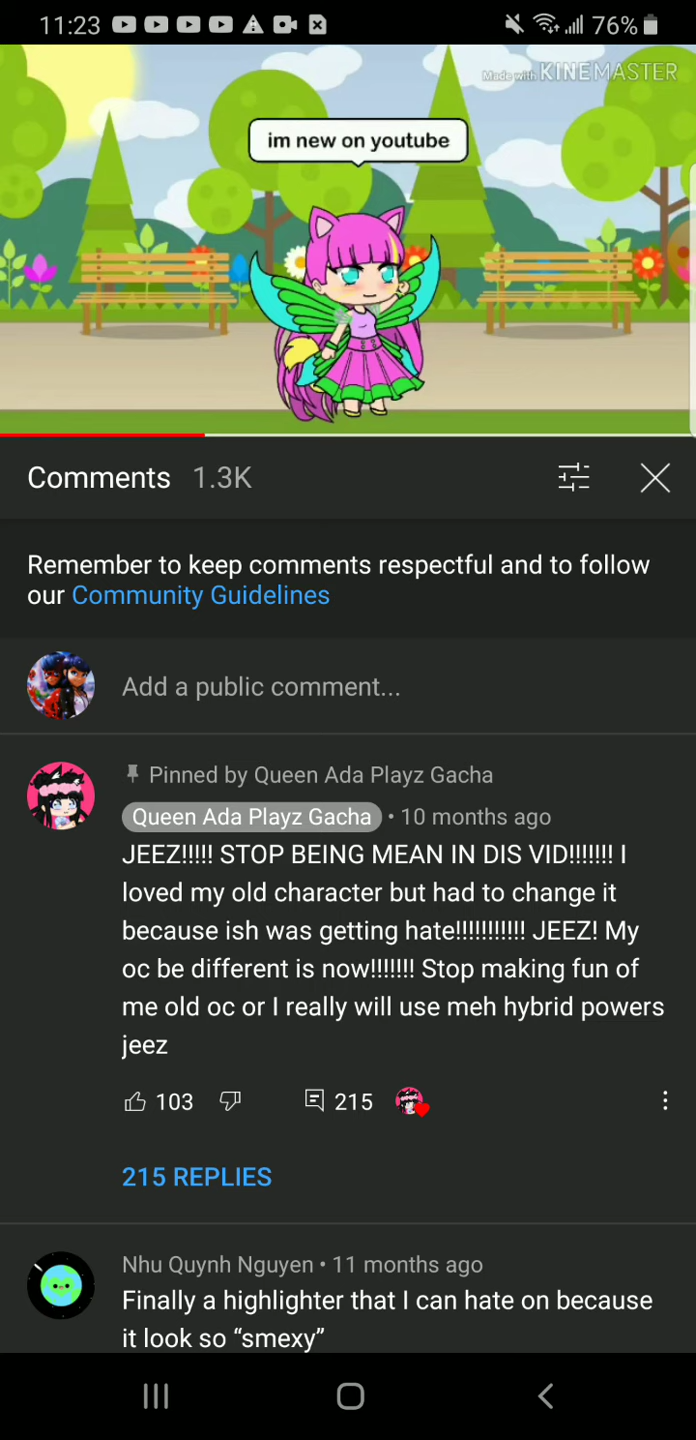 11:23
76%
Made with KINEMASTER
im new on youtube
Comments 1.3K
Remember to keep comments respectful and to follow
our Community Guidelines
Add a public comment...
Pinned by Queen Ada Playz Gacha
Queen Ada Playz Gacha • 10 months ago
JEEZ!!!!! STOP BEING MEAN IN DIS VID!!!!!!! I
loved my old character but had to change it
because ish was getting hate!!!!!!!!!!! JEEZ! My
oc be different is now!!!!!!! Stop making fun of
me old oc or I really will use meh hybrid powers
jeez
103 215
215 REPLIES
Nhu Quynh Nguyen • 11 months ago
Finally a highlighter that I can hate on because
it look so “smexy”